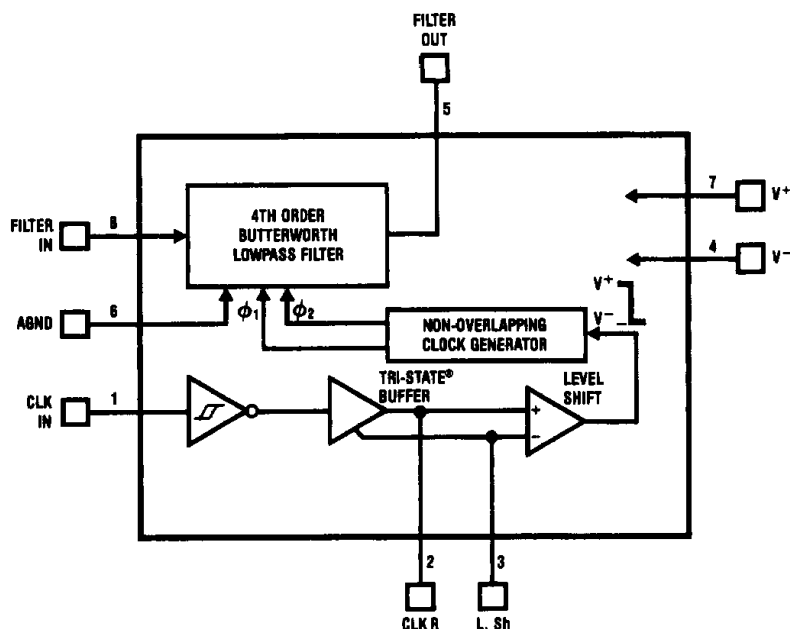 FILTER
OUT
5
7
V+
4TH ORDER
BUTTERWORTH
LOWPASS FILTER
FILTER
IN
8
4
V−
V+
V−
AGND
6
ϕ1
ϕ2
NON-OVERLAPPING
CLOCK GENERATOR
TRI-STATE®
BUFFER
LEVEL
SHIFT
CLK
IN
1
+
−
2
3
CLK R
L. Sh